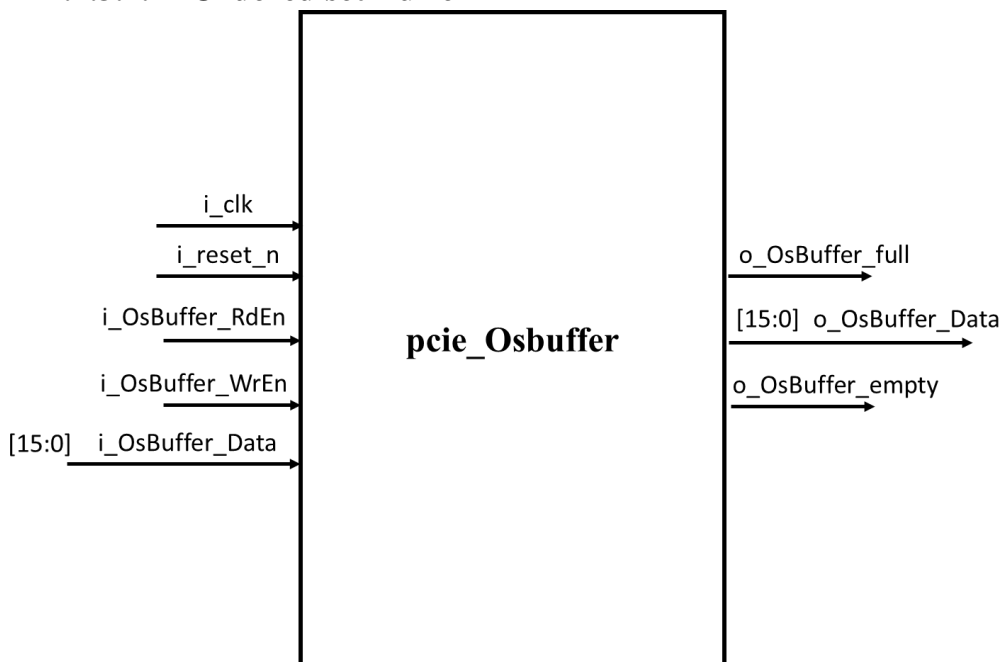 i_clk
i_reset_n
i_OsBuffer_RdEn
i_OsBuffer_WrEn
[15:0] i_OsBuffer_Data
pcie_Osbuffer
o_OsBuffer_full
[15:0] o_OsBuffer_Data
o_OsBuffer_empty